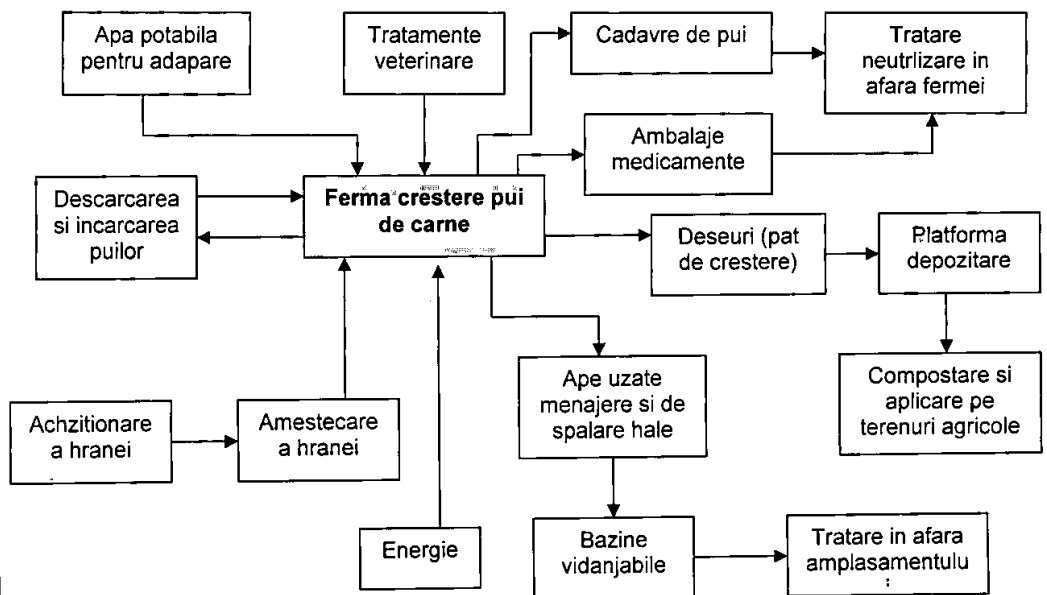 Apa potabila
pentru adapare
Tratamente
veterinare
Cadavre de pui
Tratare
neutrlizare in
afara fermei
Ambalaje
medicamente
Descarcarea
si incarcarea
puilor
Ferma crestere pui
de carne
Deseuri (pat
de crestere)
Platforma
depozitare
Ape uzate
menajere si de
spalare hale
Compostare si
aplicare pe
terenuri agricole
Achzitionare
a hranei
Amestecare
a hranei
Energie
Bazine
vidanjabile
Tratare in afara
amplasamentulu